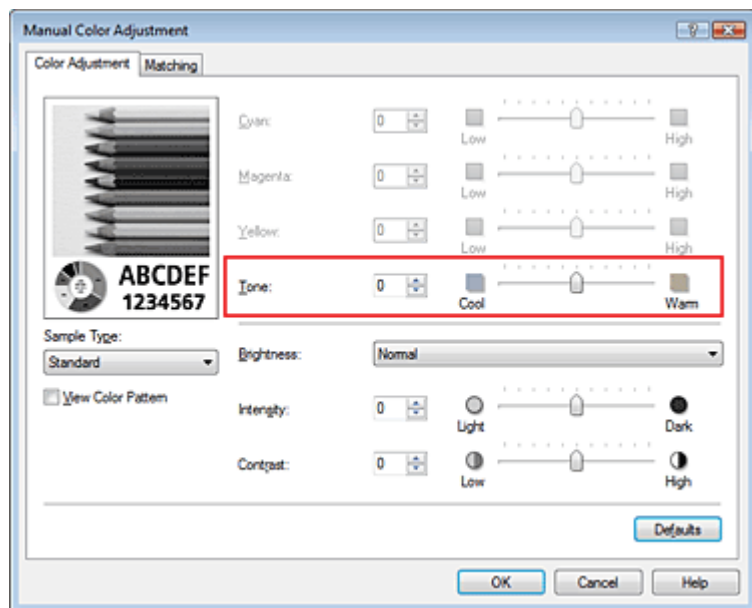 Manual Color Adjustment
Color Adjustment Matching
Cyan: 0 Low High
Magenta: 0 Low High
Yellow: 0 Low High
ABCDEF
1234567
Tone: 0 Cool Warm
Sample Type:
Standard
Brightness: Normal
View Color Pattern
Intensity: 0 Light Dark
Contrast: 0 Low High
Defaults
OK Cancel Help